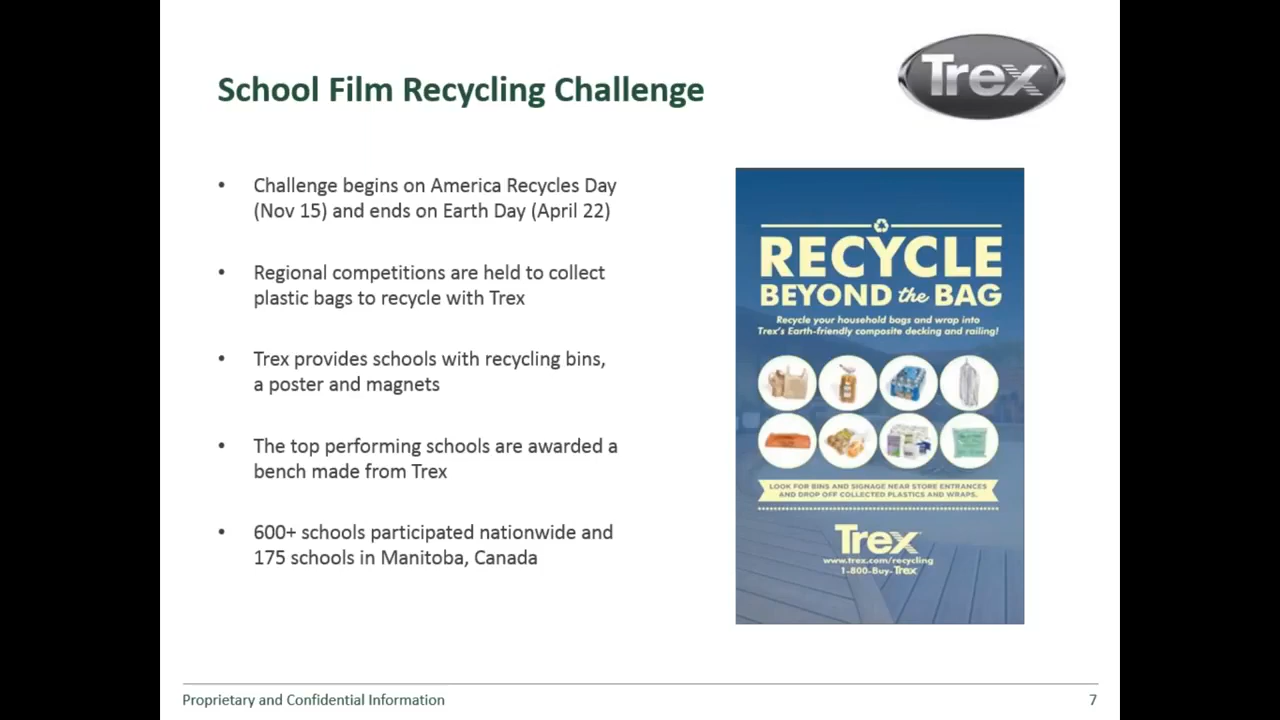 School Film Recycling Challenge
Trex
• Challenge begins on America Recycles Day
(Nov 15) and ends on Earth Day (April 22)
• Regional competitions are held to collect
plastic bags to recycle with Trex
• Trex provides schools with recycling bins,
a poster and magnets
• The top performing schools are awarded a
bench made from Trex
• 600+ schools participated nationwide and
175 schools in Manitoba, Canada
RECYCLE
BEYOND the BAG
Recycle your household bags and wrap into
Trex's Earth-friendly composite decking and railing!
LOOK FOR BINS AND SIGNAGE NEAR STORE ENTRANCES
AND DROP OFF COLLECTED PLASTICS AND WRAPS.
Trex
www.trex.com/recycling
1-800-Buy-Trex
Proprietary and Confidential Information
7